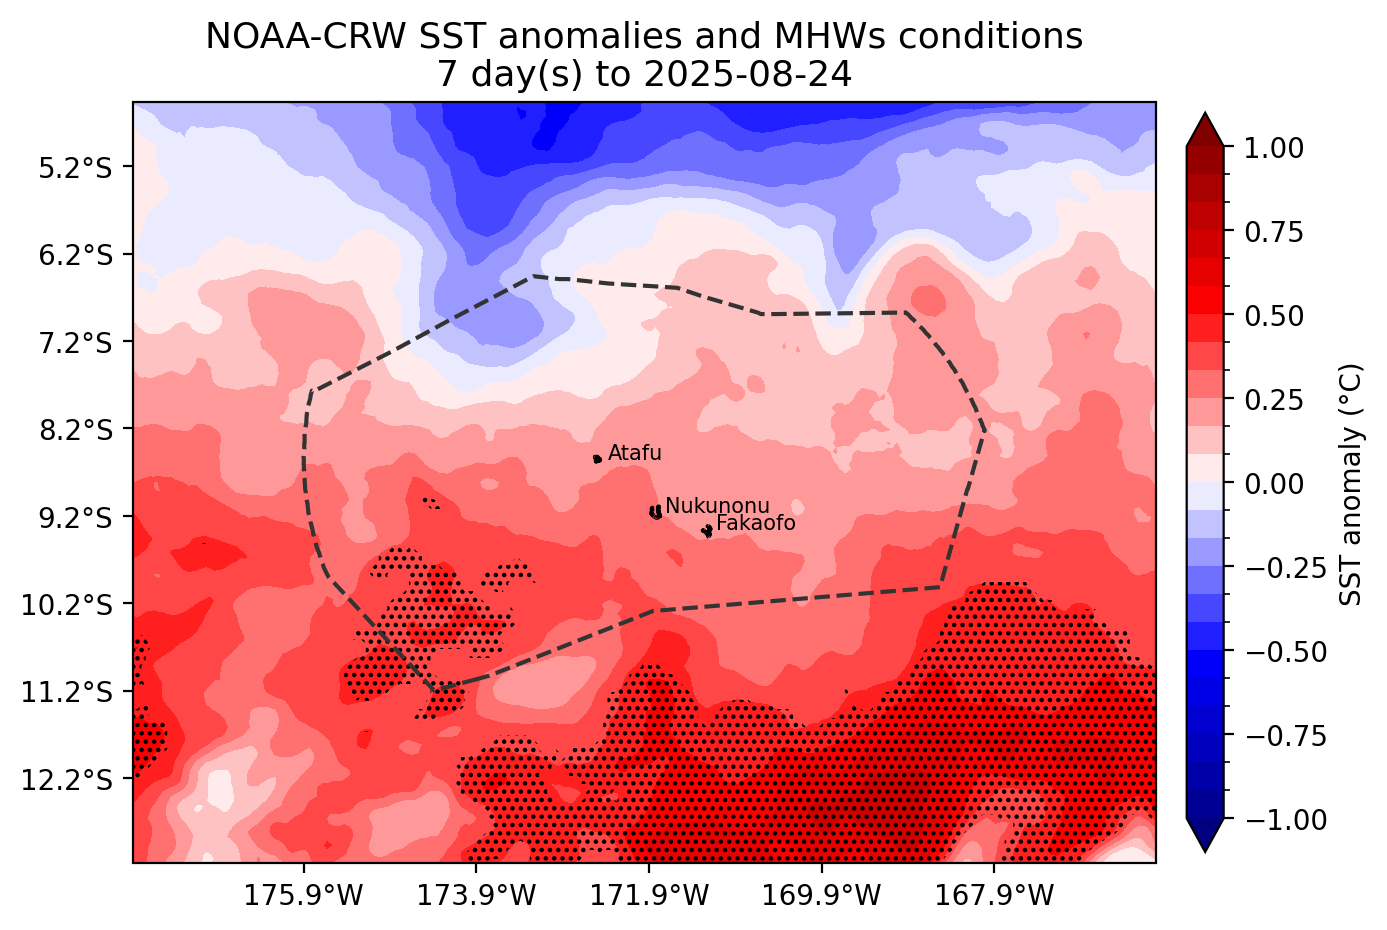 NOAA-CRW SST anomalies and MHWs conditions
7 day(s) to 2025-08-24
5.2°S
6.2°S
7.2°S
8.2°S
9.2°S
10.2°S
11.2°S
12.2°S
Atafu
Nukunonu
Fakaofo
175.9°W
173.9°W
171.9°W
169.9°W
167.9°W
1.00
0.75
0.50
0.25
0.00
−0.25
−0.50
−0.75
−1.00
SST anomaly (°C)